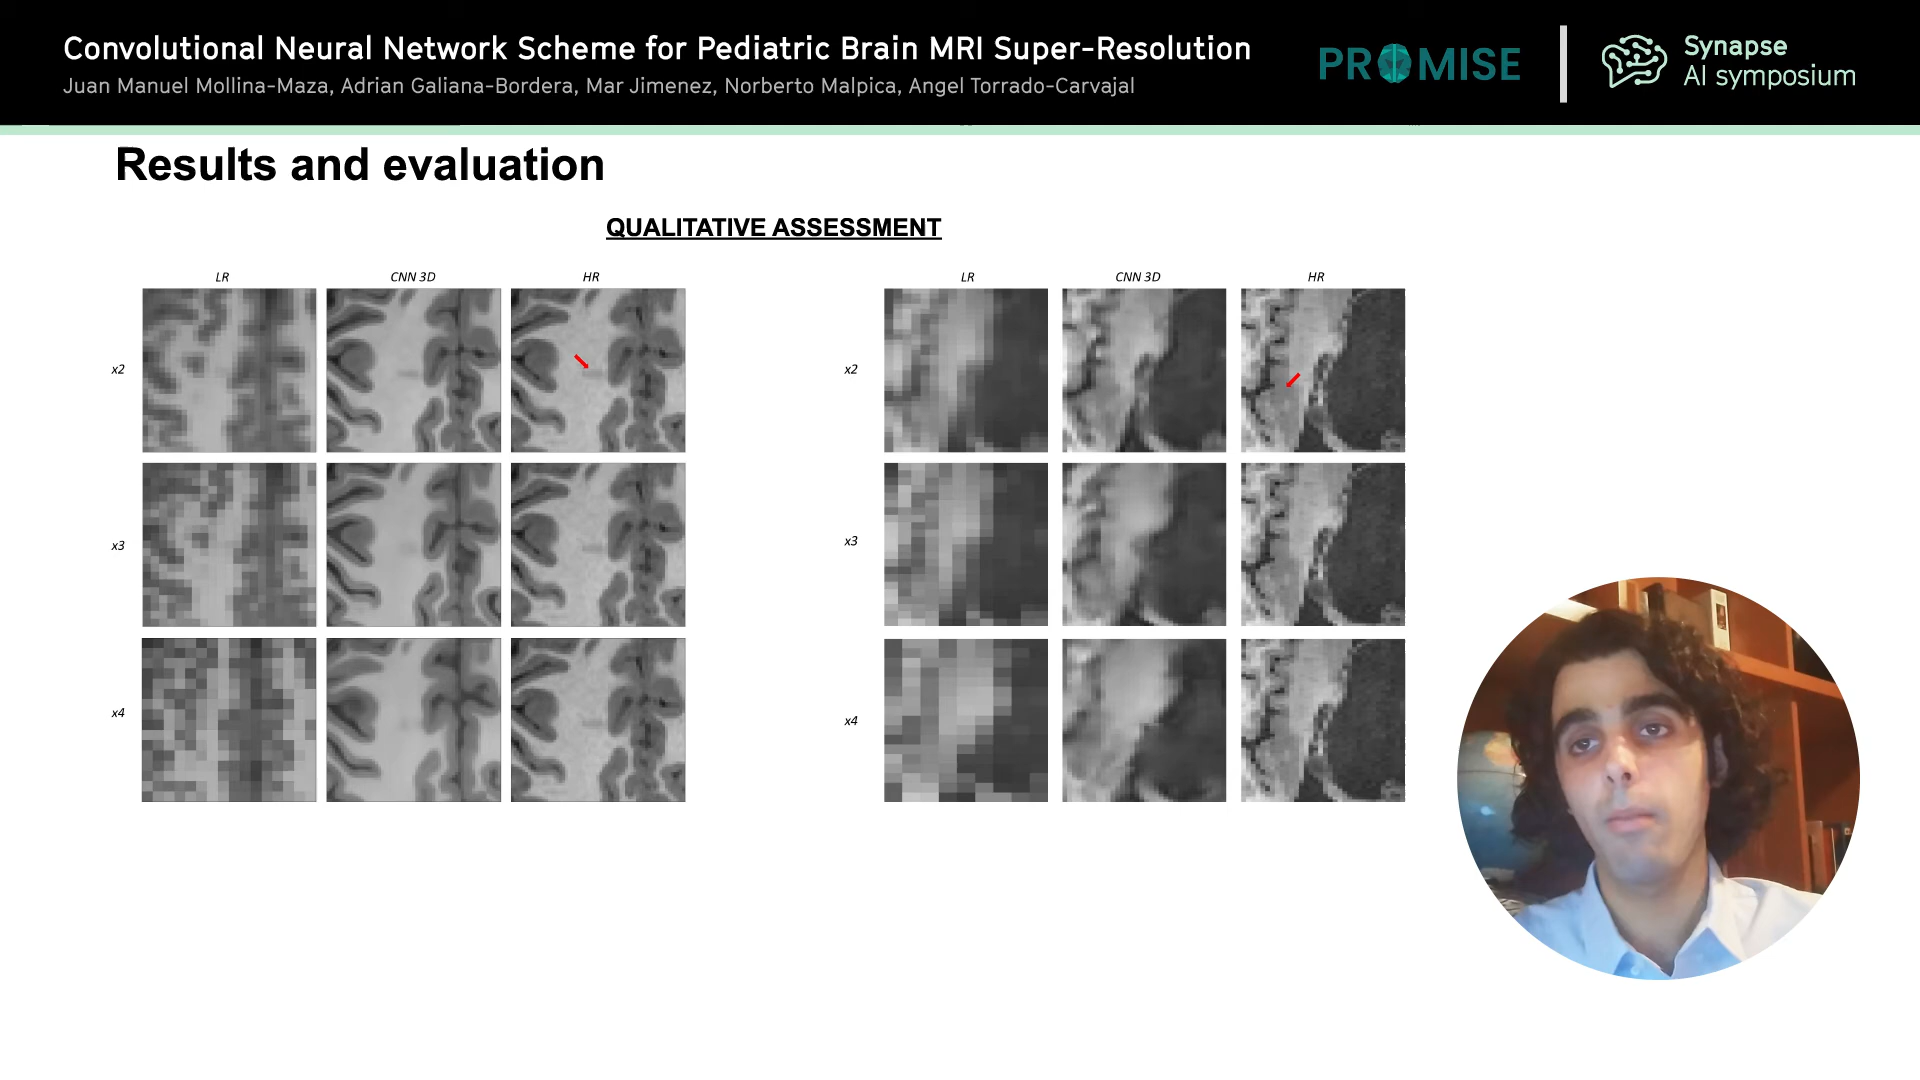 Convolutional Neural Network Scheme for Pediatric Brain MRI Super-Resolution
Juan Manuel Mollina-Maza, Adrian Galiana-Bordera, Mar Jimenez, Norberto Malpica, Angel Torrado-Carvajal
PROMISE
Synapse
AI symposium
Results and evaluation
QUALITATIVE ASSESSMENT
LR CNN 3D HR
x2
x3
x4
LR CNN 3D HR
x2
x3
x4